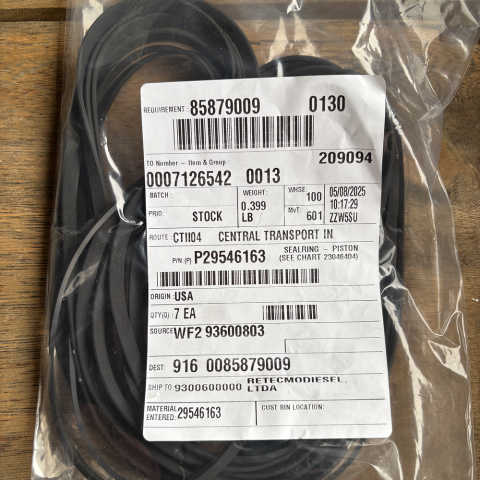 REQUIREMENT : 85879009 0130
TO Number - Item & Group : 209094
0007126542 0013
BATCH : WEIGHT: 0.399 LB WHSE: 100 05/08/2025
PRIO: STOCK MvT: 601 10:17:29 ZZW5SU
ROUTE : CT1104 CENTRAL TRANSPORT IN
P/N:(P) P29546163 SEALRING - PISTON
(SEE CHART 23046404)
ORIGIN : USA
QTY(Q): 7 EA
SOURCE WF2 93600803
DEST: 916 0085879009
SHIP TO: 9300600000 RETECMODIESEL LTDA
MATERIAL ENTERED: 29546163 CUST BIN LOCATION: